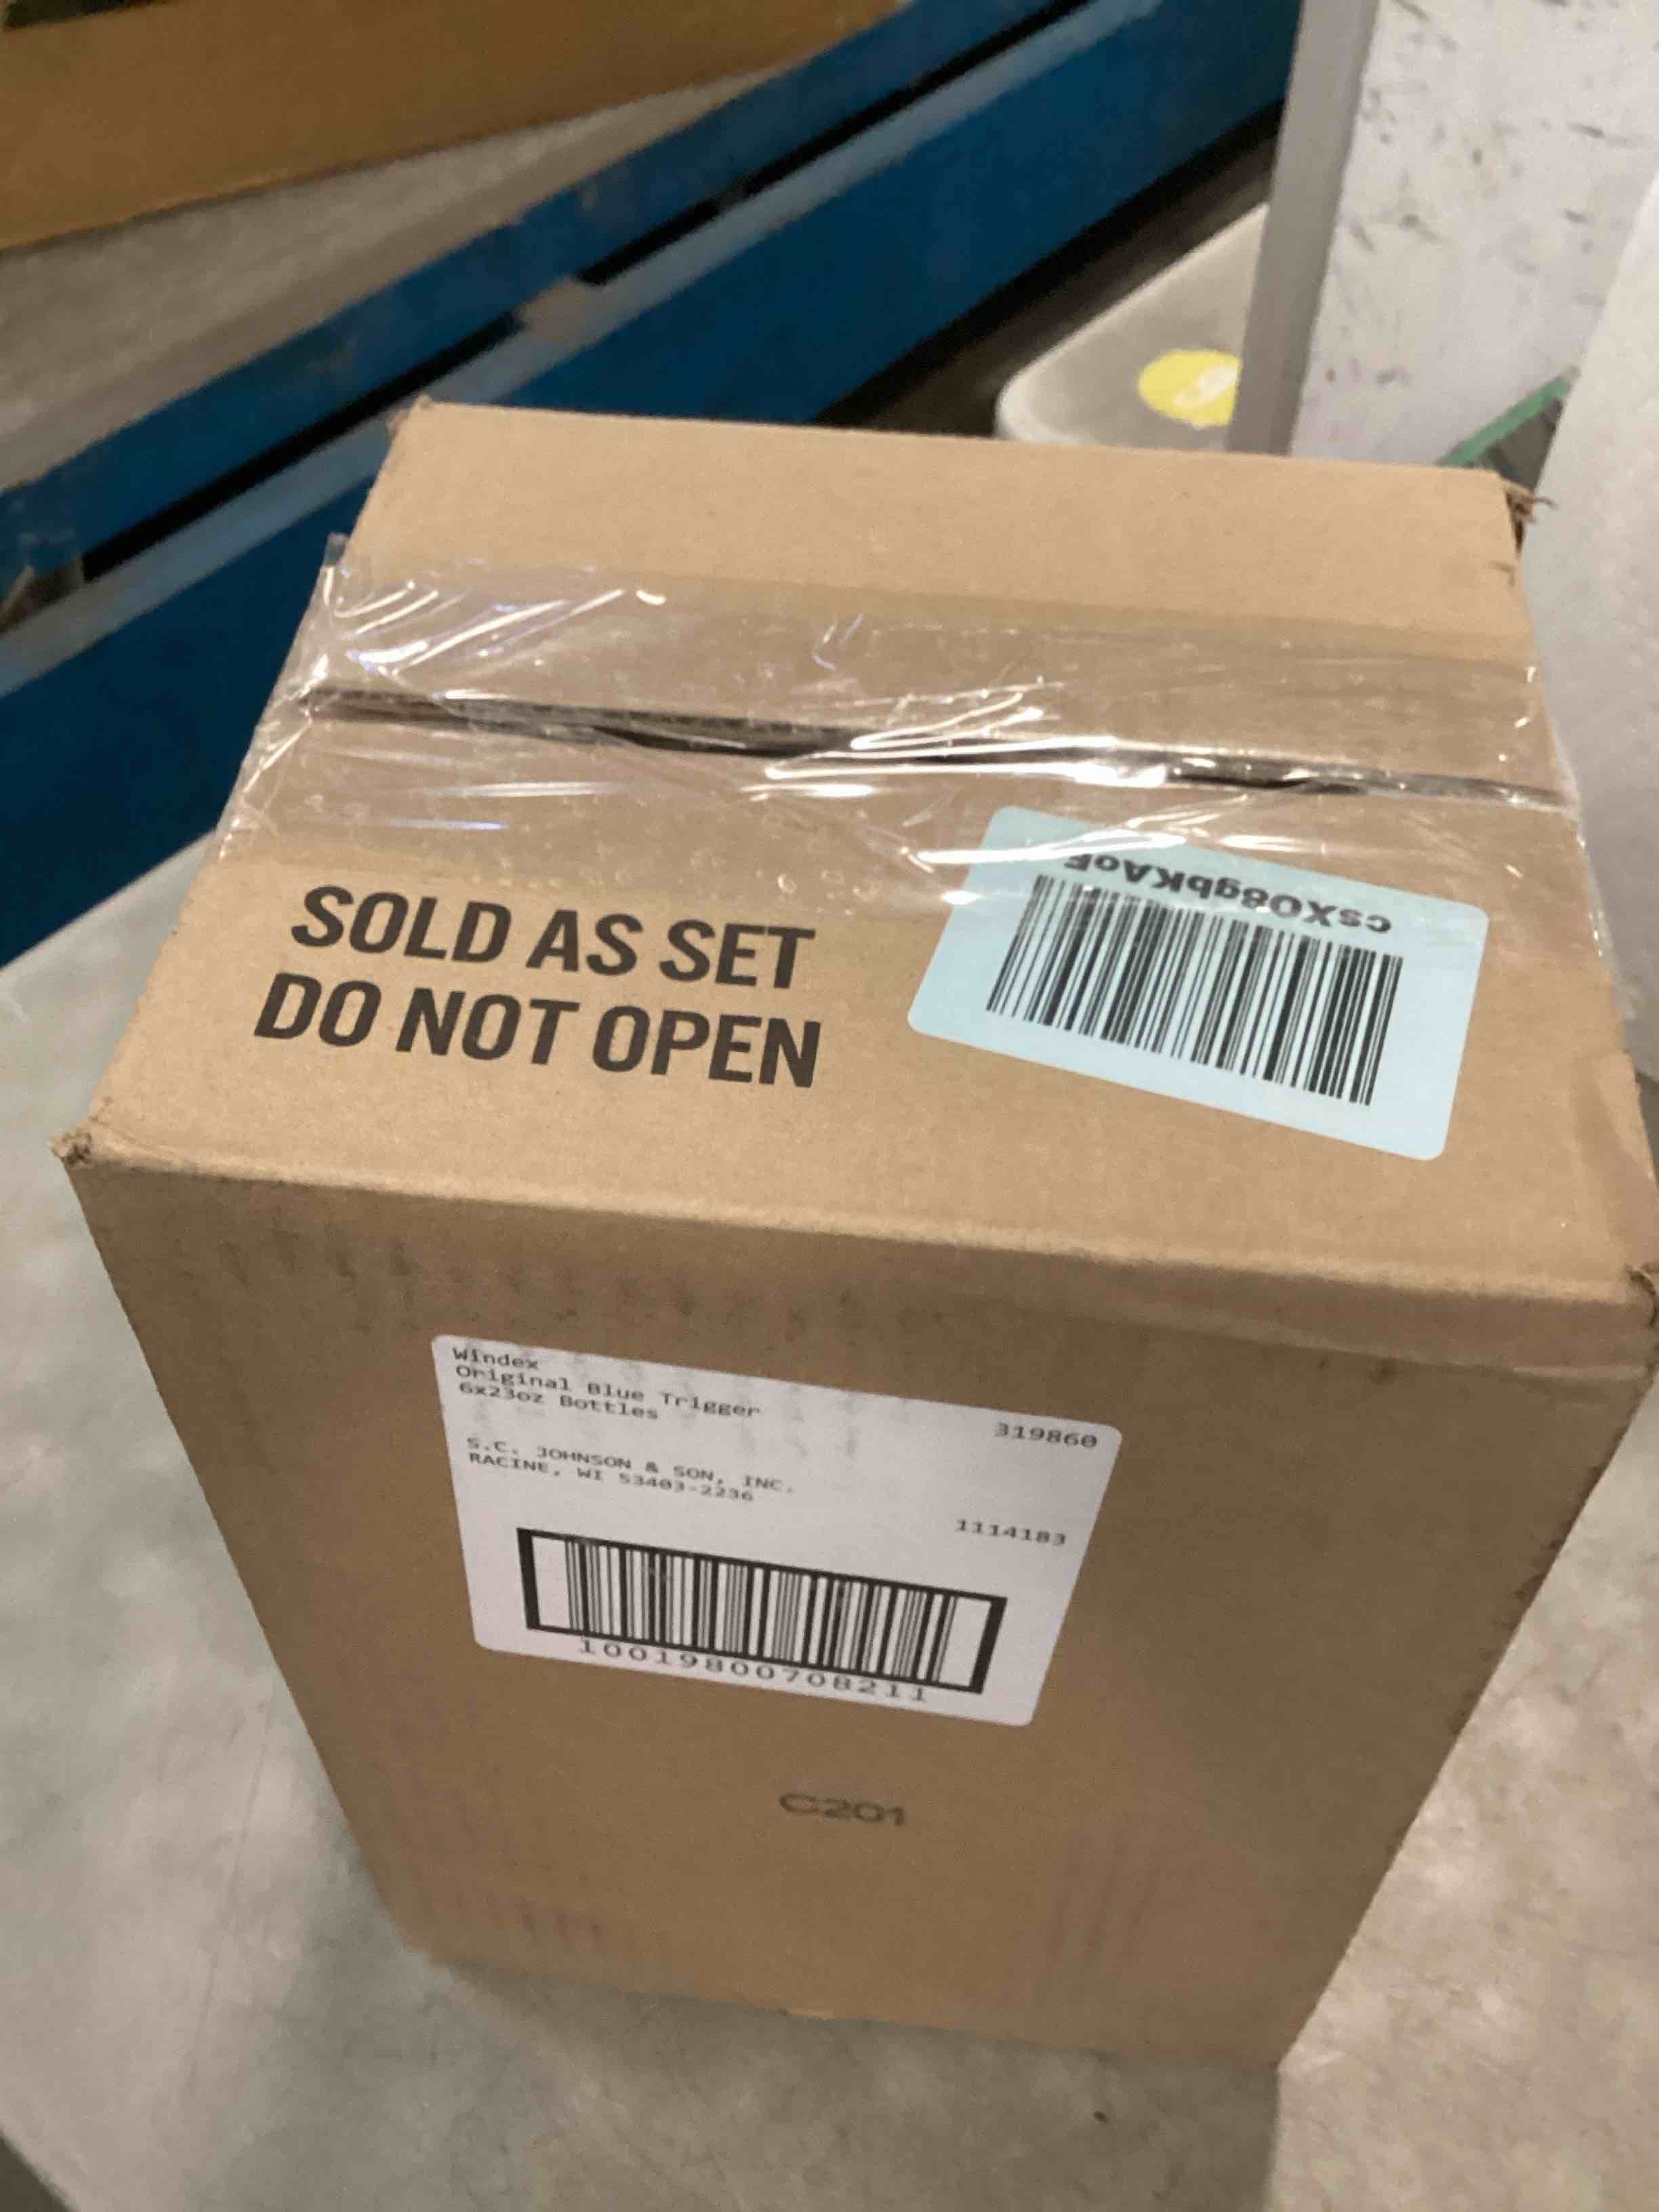 SOLD AS SET
DO NOT OPEN
csX08gbKAoF
Windex
Original Blue Trigger
6x23oz Bottles
319860
S.C. JOHNSON & SON, INC.
RACINE, WI 53403-2236
1114183
10019800708211
C201